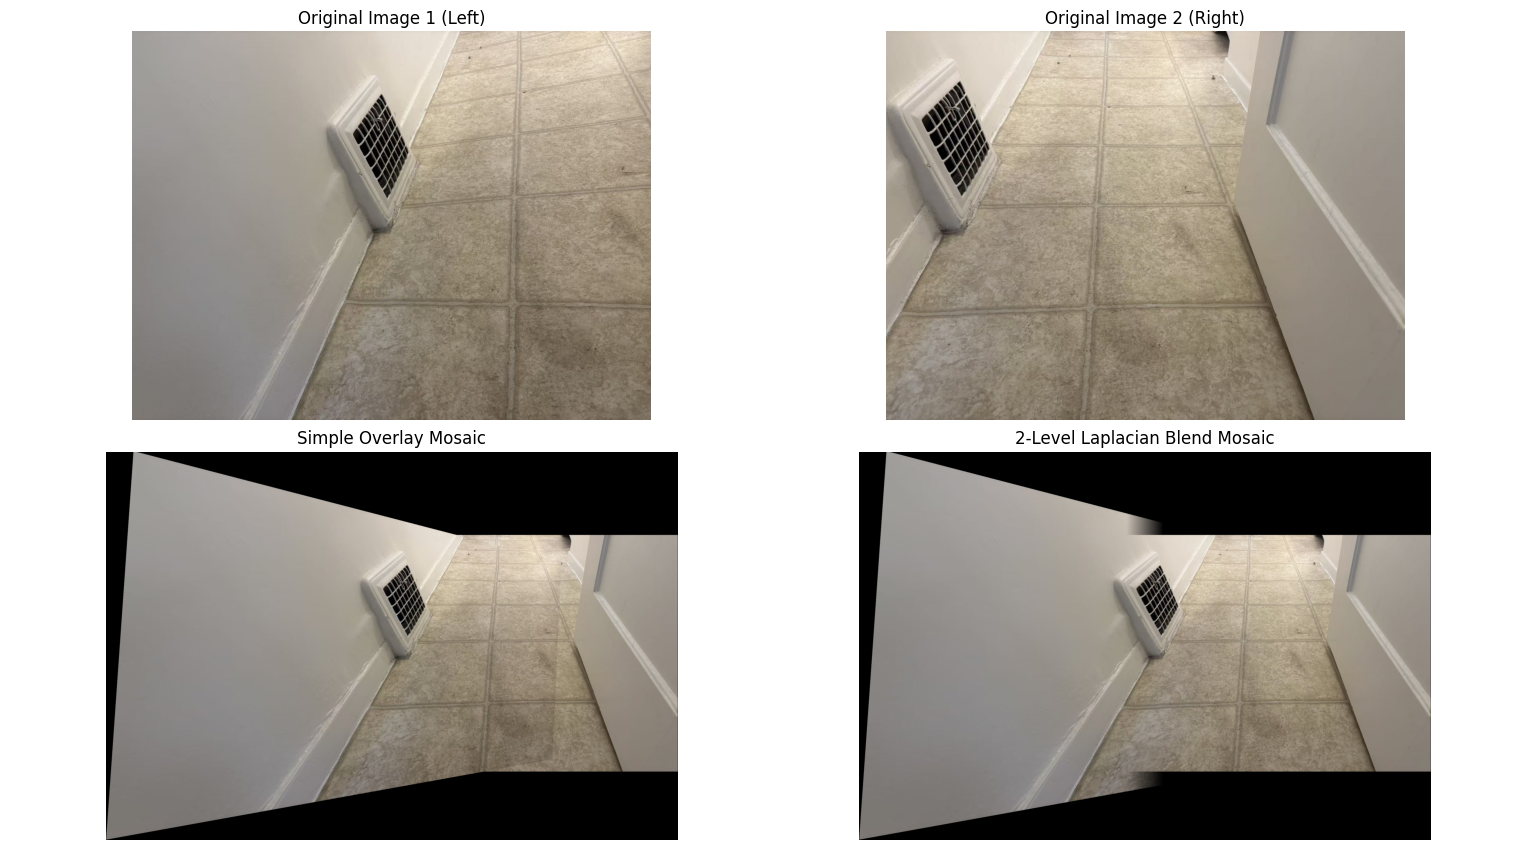 Original Image 1 (Left)
Original Image 2 (Right)
Simple Overlay Mosaic
2-Level Laplacian Blend Mosaic